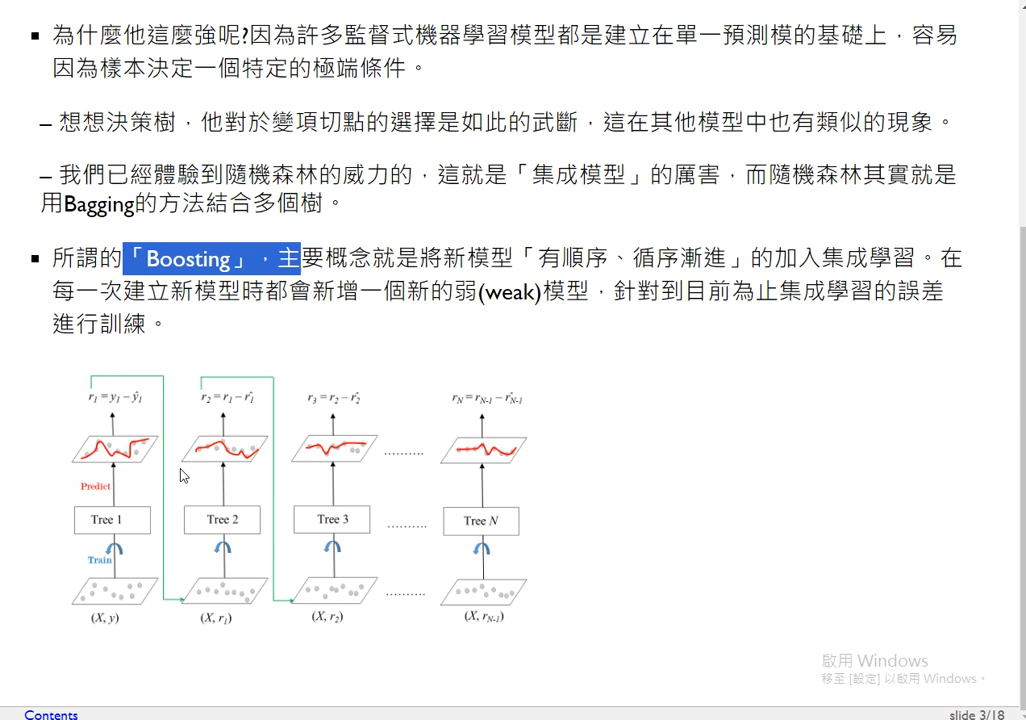 ▪ 為什麼他這麼強呢?因為許多監督式機器學習模型都是建立在單一預測模的基礎上，容易
因為樣本決定一個特定的極端條件。
– 想想決策樹，他對於變項切點的選擇是如此的武斷，這在其他模型中也有類似的現象。
– 我們已經體驗到隨機森林的威力的，這就是「集成模型」的厲害，而隨機森林其實就是
用Bagging的方法結合多個樹。
▪ 所謂的「Boosting」，主要概念就是將新模型「有順序、循序漸進」的加入集成學習。在
每一次建立新模型時都會新增一個新的弱(weak)模型，針對到目前為止集成學習的誤差
進行訓練。
r1 = y1 − ŷ1 r2 = r1 − r̂1 r3 = r2 − r̂2 rN = rN-1 − r̂N-1
..........
Predict
Tree 1 Tree 2 Tree 3 .......... Tree N
Train
..........
(X, y) (X, r1) (X, r2) (X, rN-1)
啟用 Windows
移至 [設定] 以啟用 Windows。
Contents slide 3/18